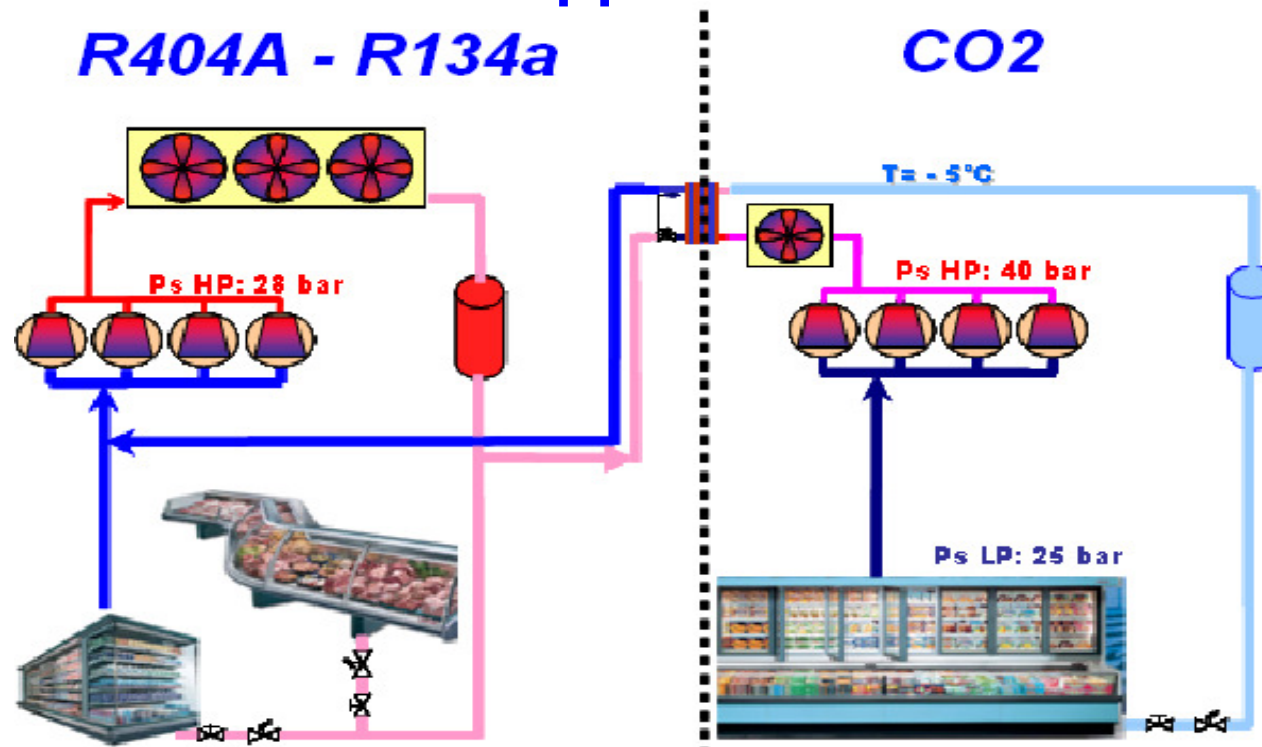 R404A - R134a
CO2
T= - 5°C
Ps HP: 28 bar
Ps HP: 40 bar
Ps LP: 25 bar